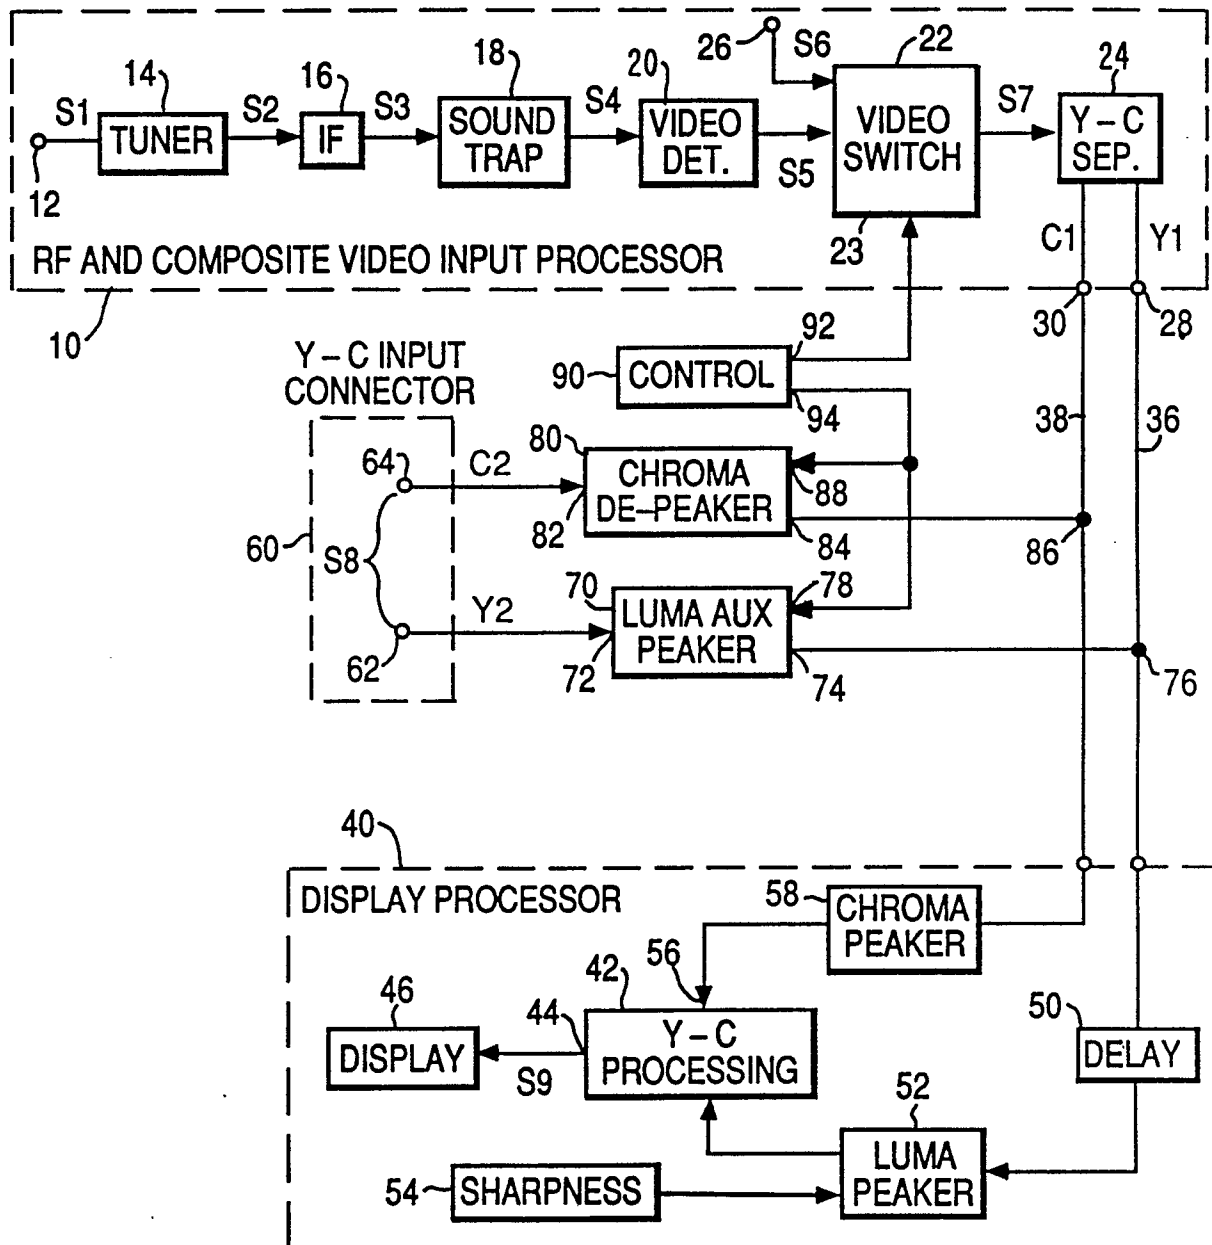 26
S6
22
24
14
16
18
20
S1
S2
S3
S4
S7
TUNER
IF
SOUND
TRAP
VIDEO
DET.
VIDEO
SWITCH
Y-C
SEP.
12
S5
23
C1
Y1
RF AND COMPOSITE VIDEO INPUT PROCESSOR
10
30
28
Y-C INPUT
CONNECTOR
90
CONTROL
92
94
38
36
80
64
C2
CHROMA
DE-PEAKER
88
82
84
86
60
S8
70
78
Y2
LUMA AUX
PEAKER
62
72
74
76
40
DISPLAY PROCESSOR
58
CHROMA
PEAKER
56
42
46
44
Y-C
PROCESSING
50
DISPLAY
DELAY
S9
52
LUMA
PEAKER
54
SHARPNESS